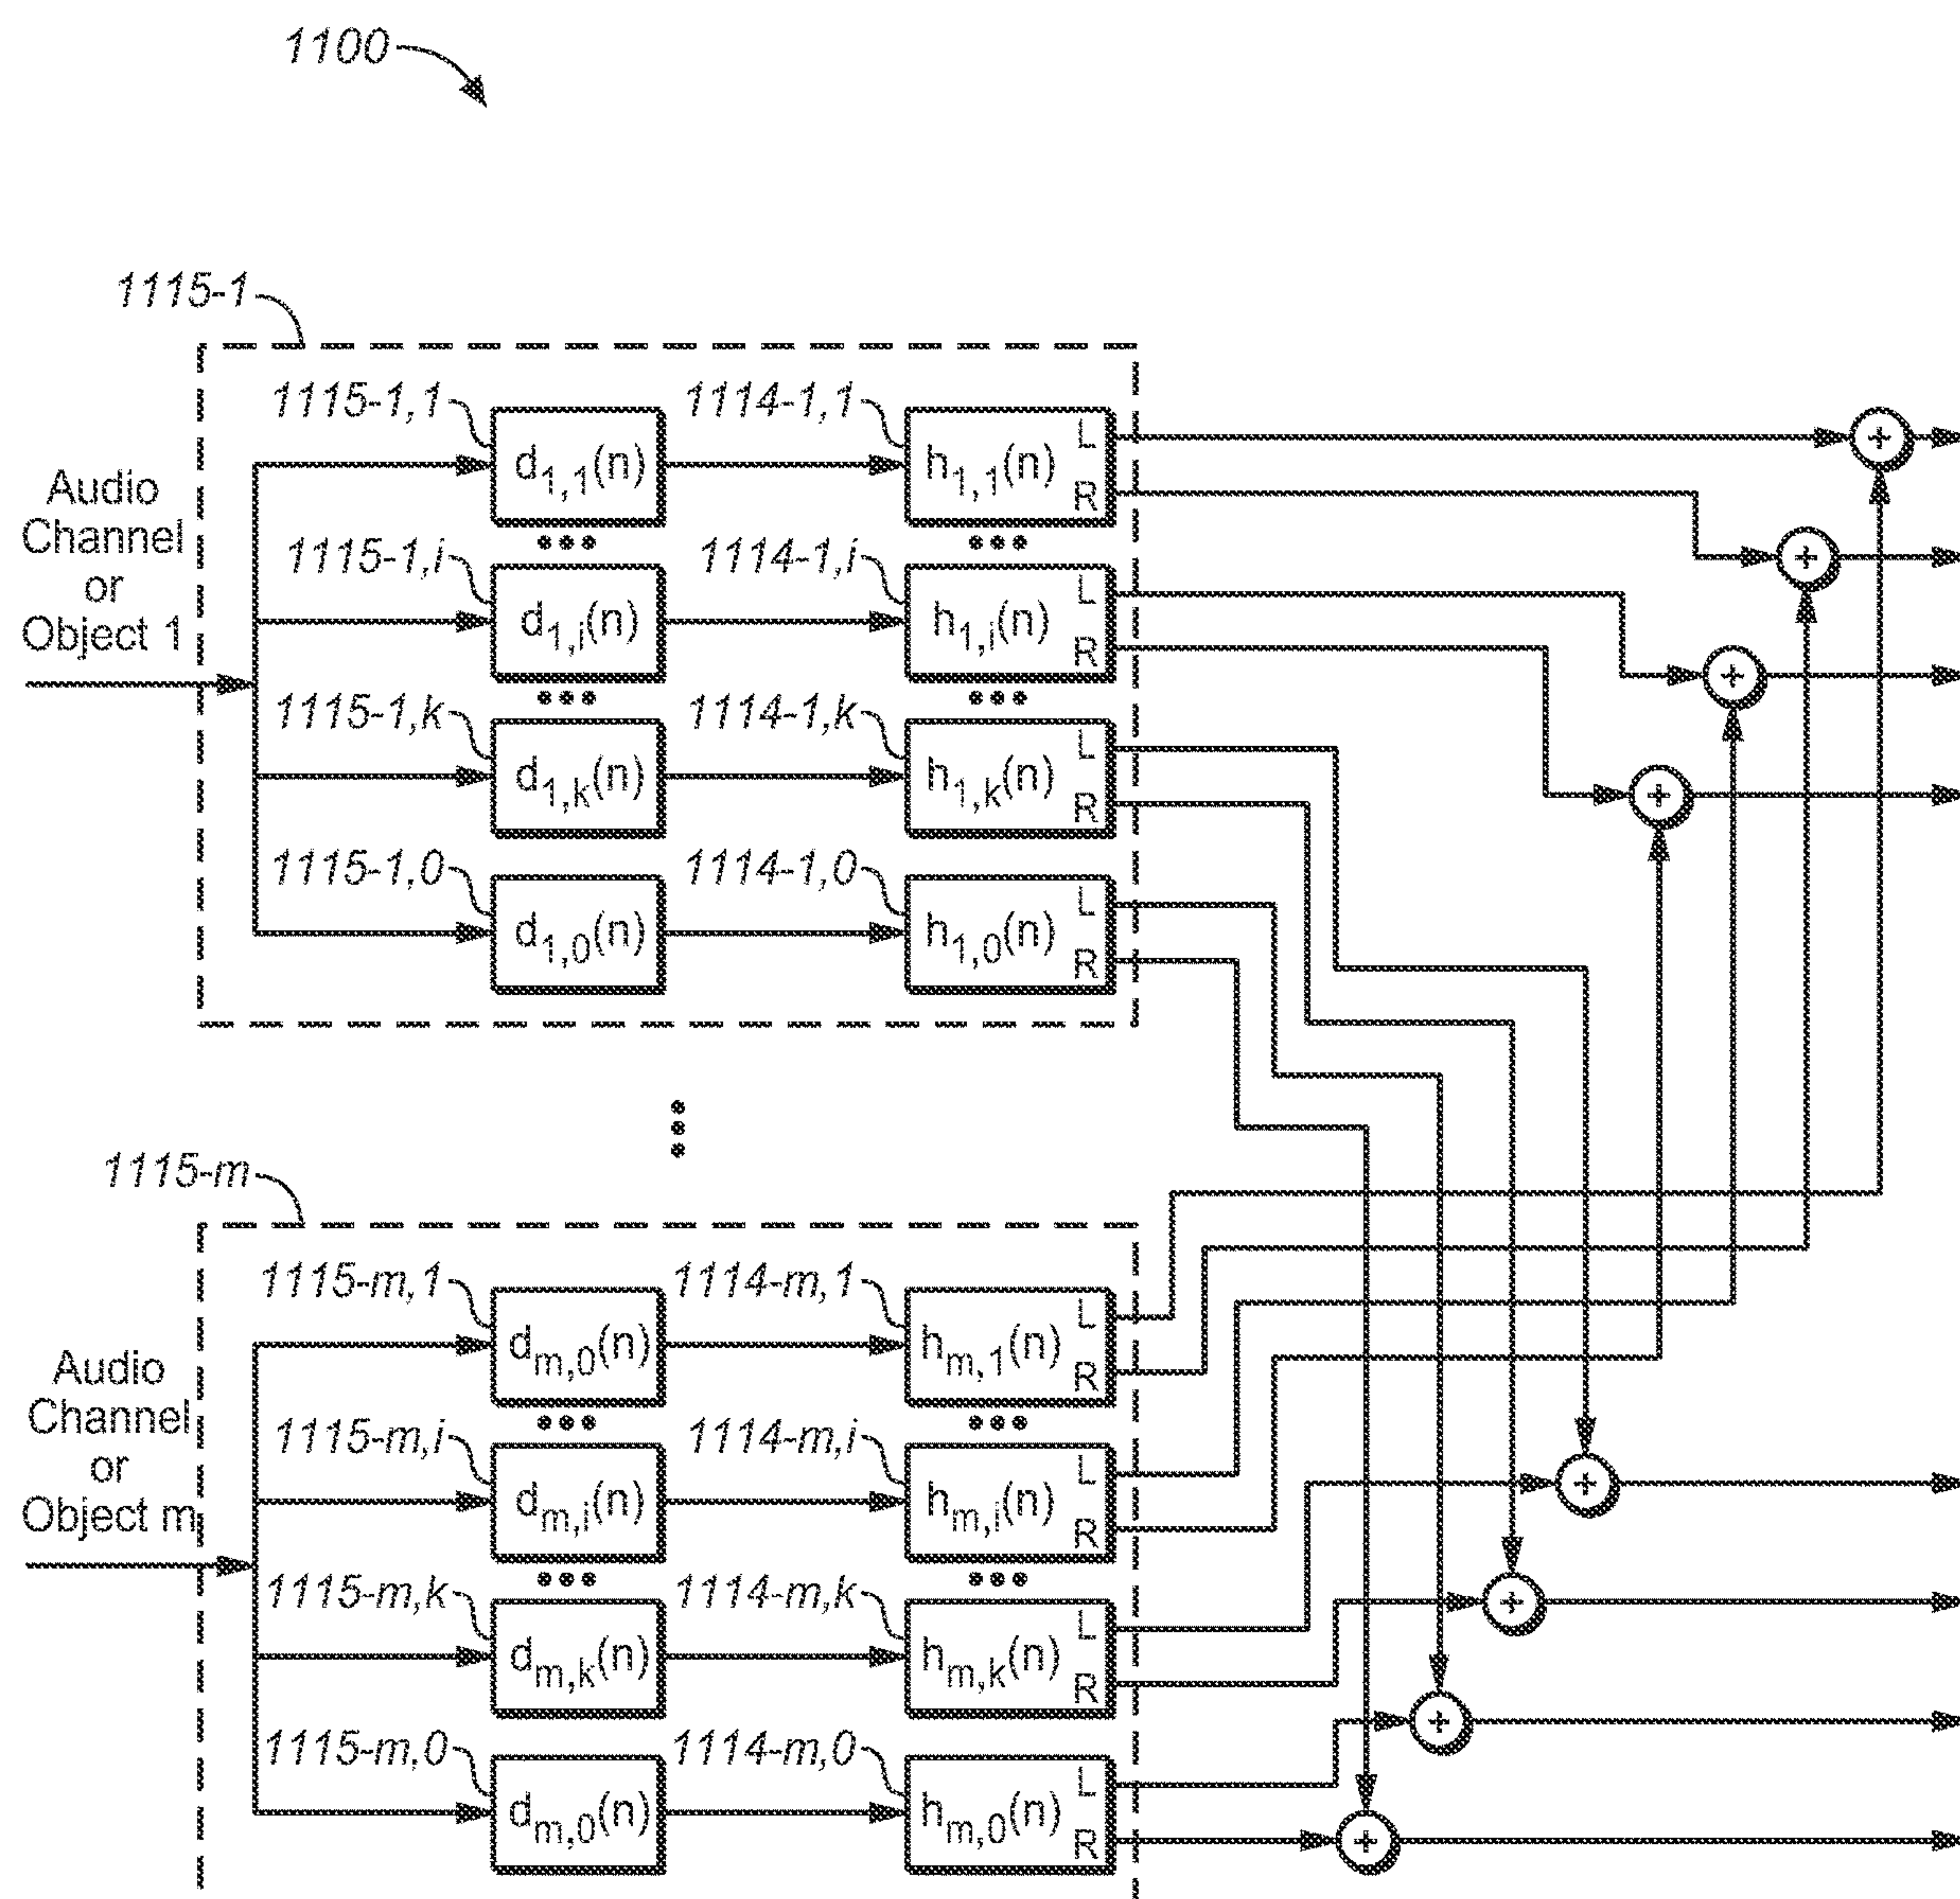 1100
1115-1
1115-1,1
1114-1,1
d1,1(n)
h1,1(n)
L
R
Audio
Channel
or
Object 1
1115-1,i
1114-1,i
d1,i(n)
h1,i(n)
L
R
1115-1,k
1114-1,k
d1,k(n)
h1,k(n)
L
R
1115-1,0
1114-1,0
d1,0(n)
h1,0(n)
L
R
+
+
+
+
1115-m
1115-m,1
1114-m,1
dm,0(n)
hm,1(n)
L
R
Audio
Channel
or
Object m
1115-m,i
1114-m,i
dm,i(n)
hm,i(n)
L
R
1115-m,k
1114-m,k
dm,k(n)
hm,k(n)
L
R
1115-m,0
1114-m,0
dm,0(n)
hm,0(n)
L
R
+
+
+
+